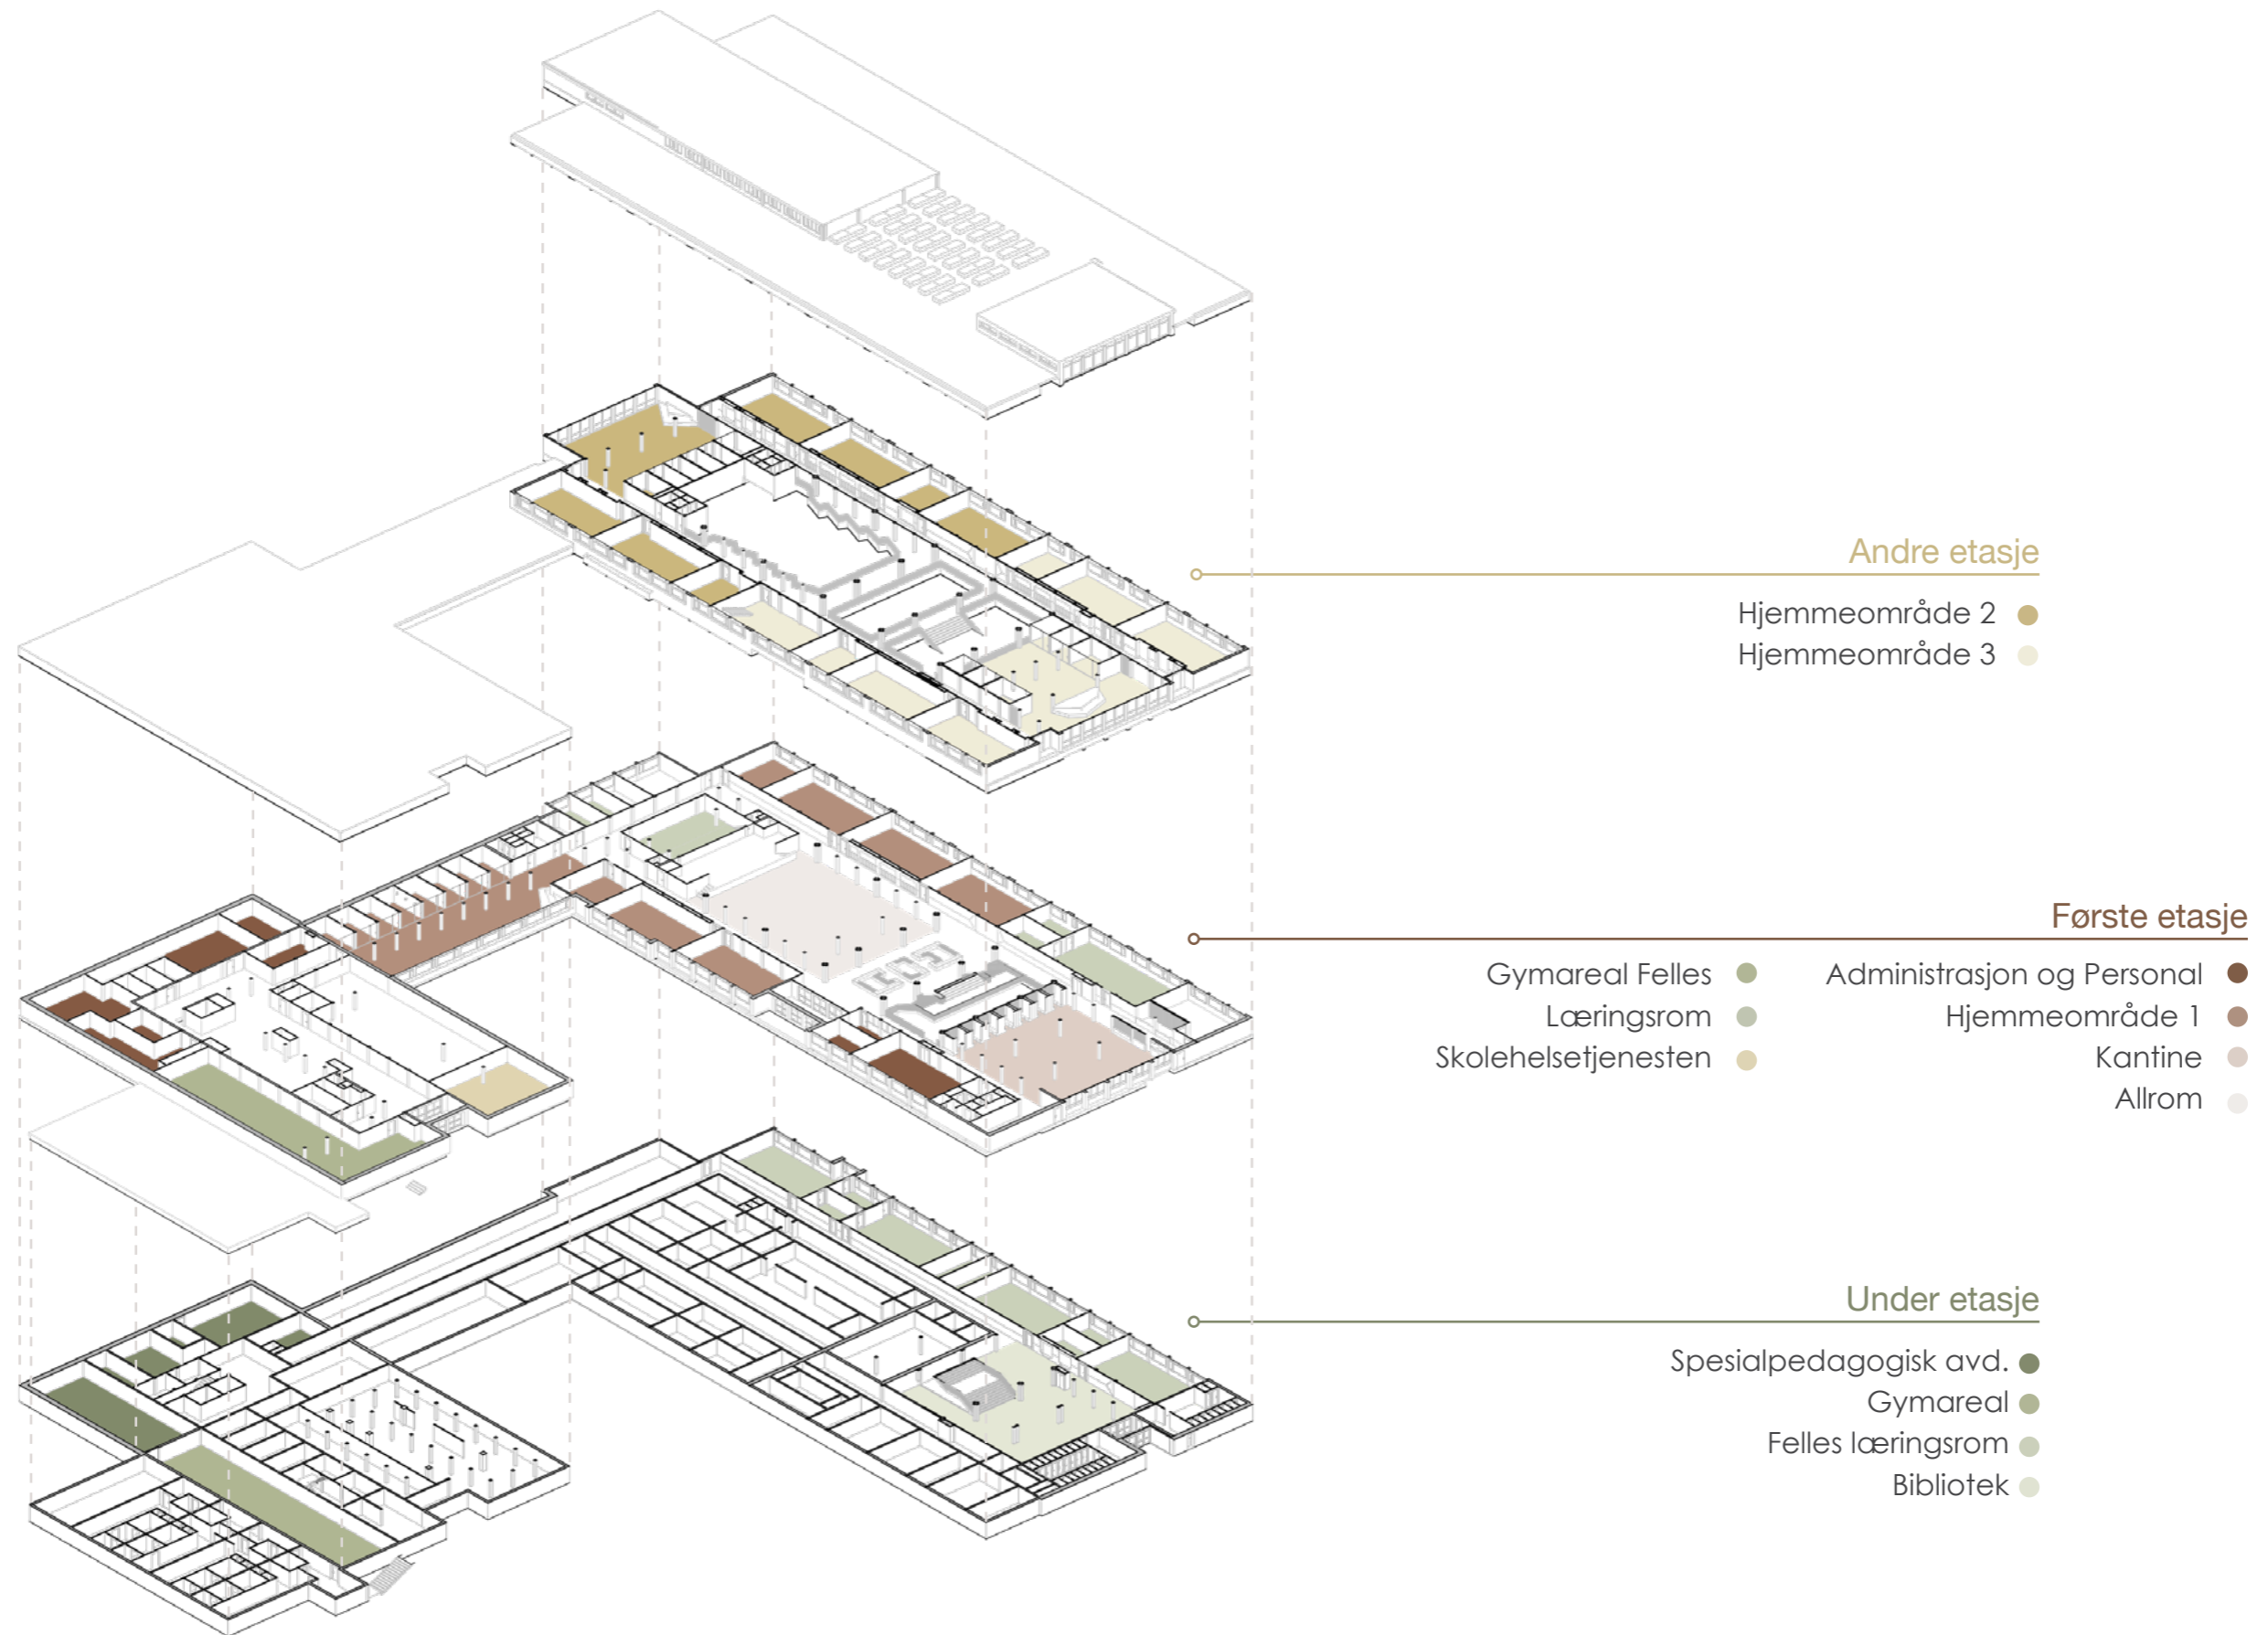 Andre etasje
Hjemmeområde 2
Hjemmeområde 3
Første etasje
Gymareal Felles
Læringsrom
Skolehelsetjenesten
Administrasjon og Personal
Hjemmeområde 1
Kantine
Allrom
Under etasje
Spesialpedagogisk avd.
Gymareal
Felles læringsrom
Bibliotek